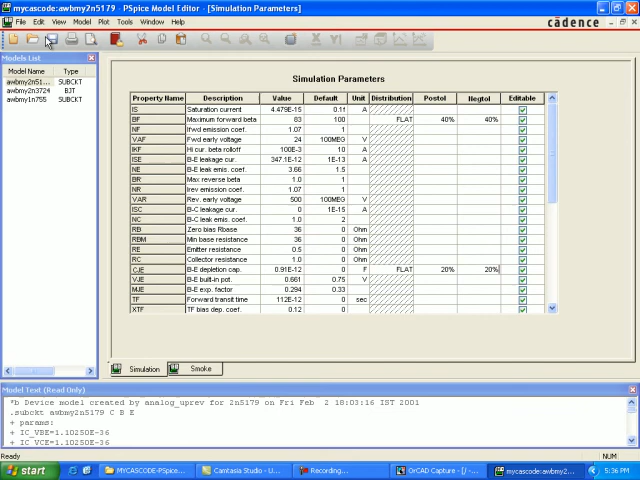 mycascode:awbmy2n5179 - PSpice Model Editor - [Simulation Parameters]
File Edit View Model Plot Tools Window Help
cādence
Models List
Model Name Type
awbmy2n51... SUBCKT
awbmy2n3724 BJT
awbmy1n755 SUBCKT
Simulation Parameters
Property Name Description Value Default Unit Distribution Postol Negtol Editable
IS Saturation current 4.479E-15 0.1f A
BF Maximum forward beta 83 100 FLAT 40% 40%
NF Ifwd emission coef. 1.07 1
VAF Fwd early voltage 24 100MEG V
IKF Hi cur. beta rolloff 100E-3 10 A
ISE B-E leakage cur. 347.1E-12 1E-13 A
NE B-E leak emis. coef. 3.66 1.5
BR Max reverse beta 1.0 1
NR Irev emission coef. 1.07 1
VAR Rev. early voltage 500 100MEG V
ISC B-C leakage cur. 0 1E-15 A
NC B-C leak emis. coef. 1.0 2
RB Zero bias Rbase 36 0 Ohm
RBM Min base resistance 36 0 Ohm
RE Emitter resistance 0.5 0 Ohm
RC Collector resistance 1.0 0 Ohm
CJE B-E depletion cap. 0.91E-12 0 F FLAT 20% 20%
VJE B-E built-in pot. 0.661 0.75 V
MJE B-E exp. factor 0.294 0.33
TF Forward transit time 112E-12 0 sec
XTF TF bias dep. coef. 0.12 0
Simulation Smoke
Model Text (Read Only)
*b Device model created by analog_uprev for 2n5179 on Fri Feb 2 18:03:16 IST 2001
.subckt awbmy2n5179 C B E
+ params:
+ IC_VBE=1.10250E-36
+ IC_VCE=1.10250E-36
Ready
NUM
start
MYCASCODE-PSpice...
Camtasia Studio - U...
Recording...
OrCAD Capture - [/ -...
mycascode:awbmy2...
5:36 PM